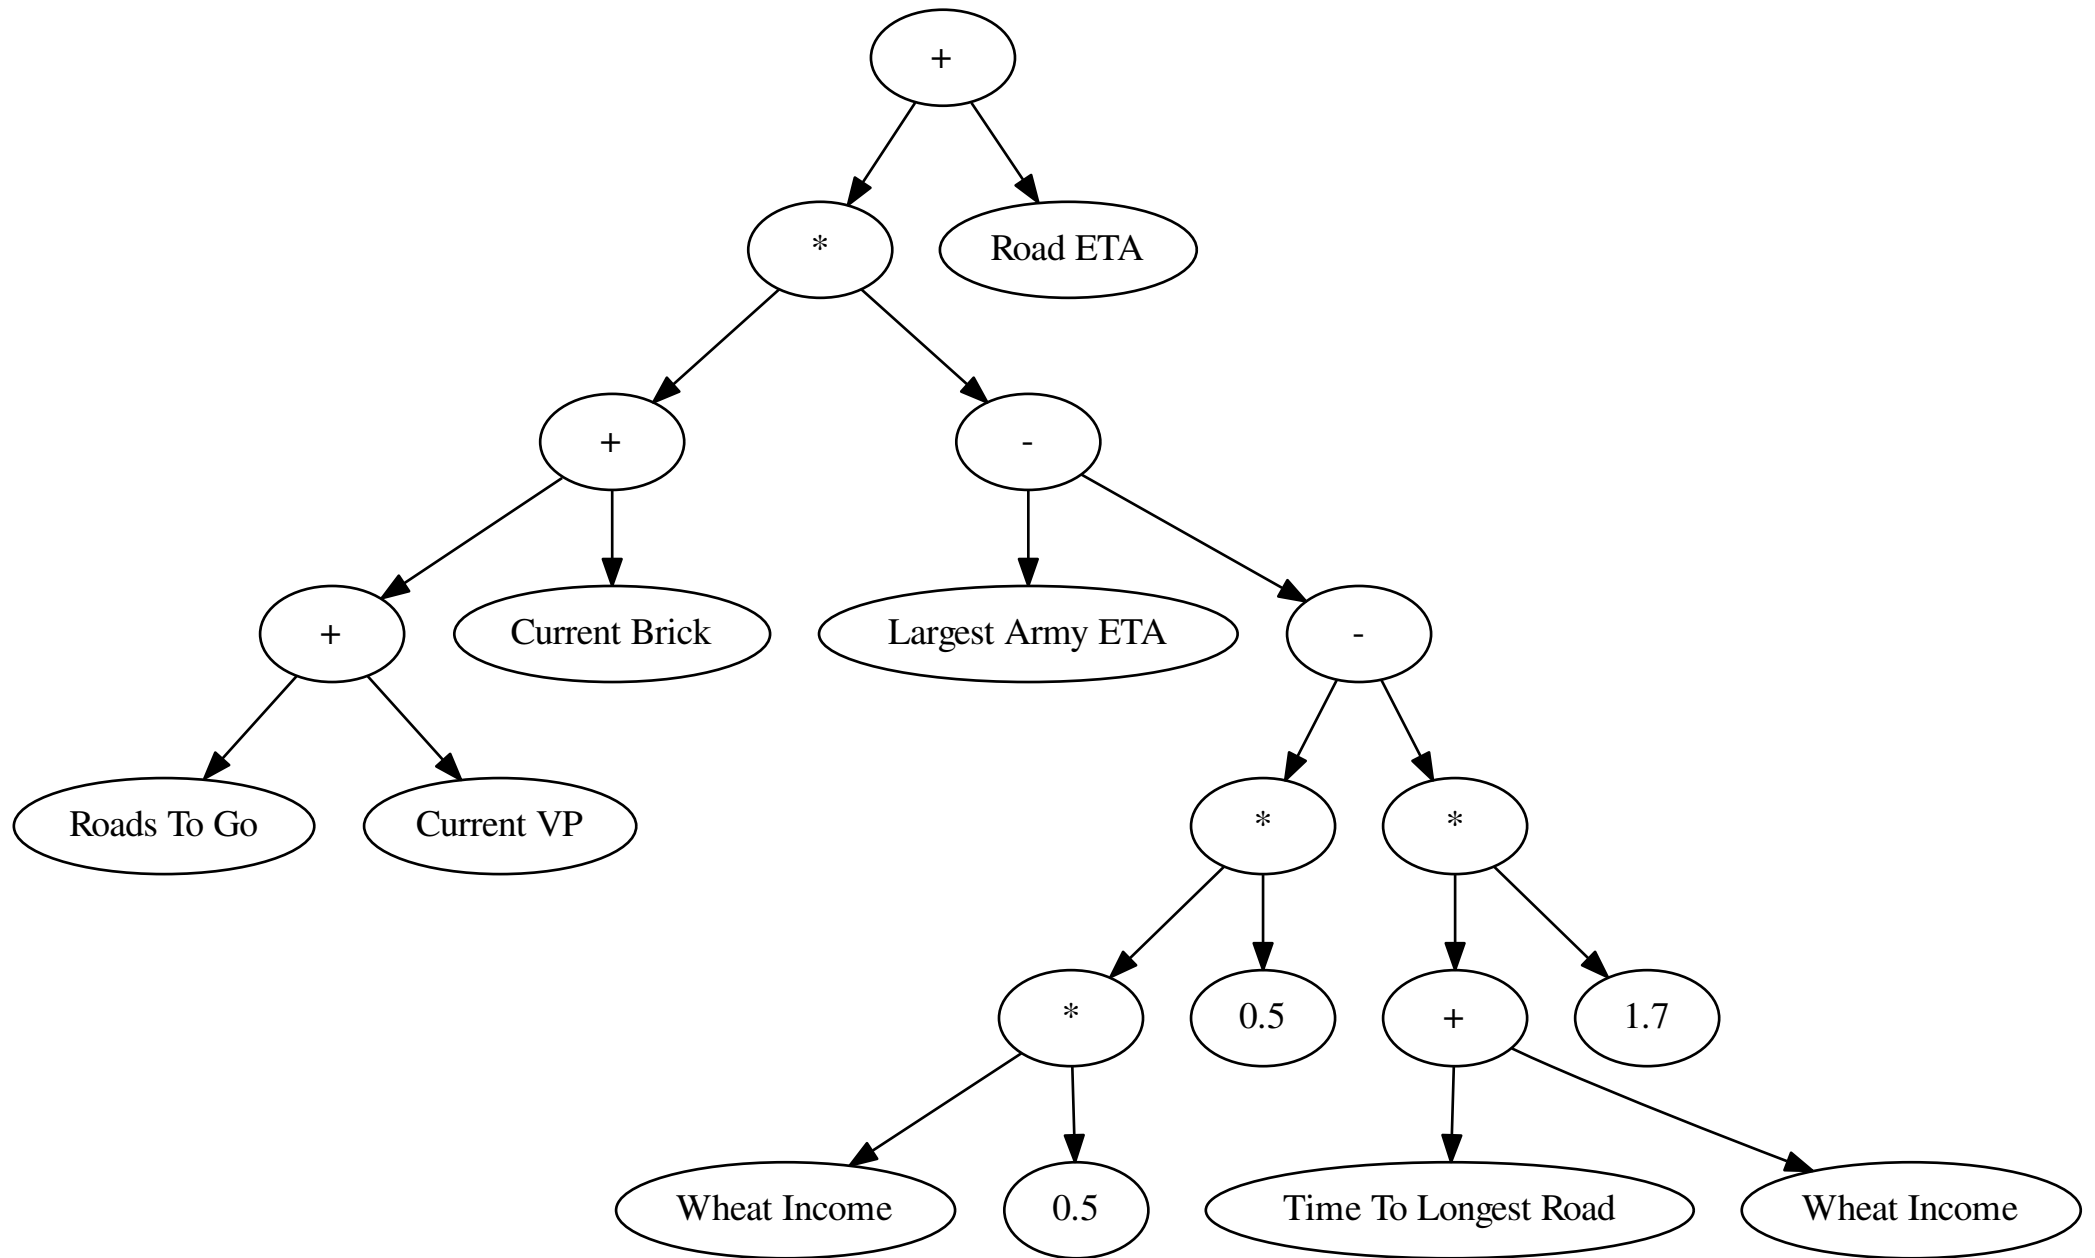 +
*
Road ETA
+
-
+
Current Brick
Largest Army ETA
-
Roads To Go
Current VP
*
*
*
0.5
+
1.7
Wheat Income
0.5
Time To Longest Road
Wheat Income